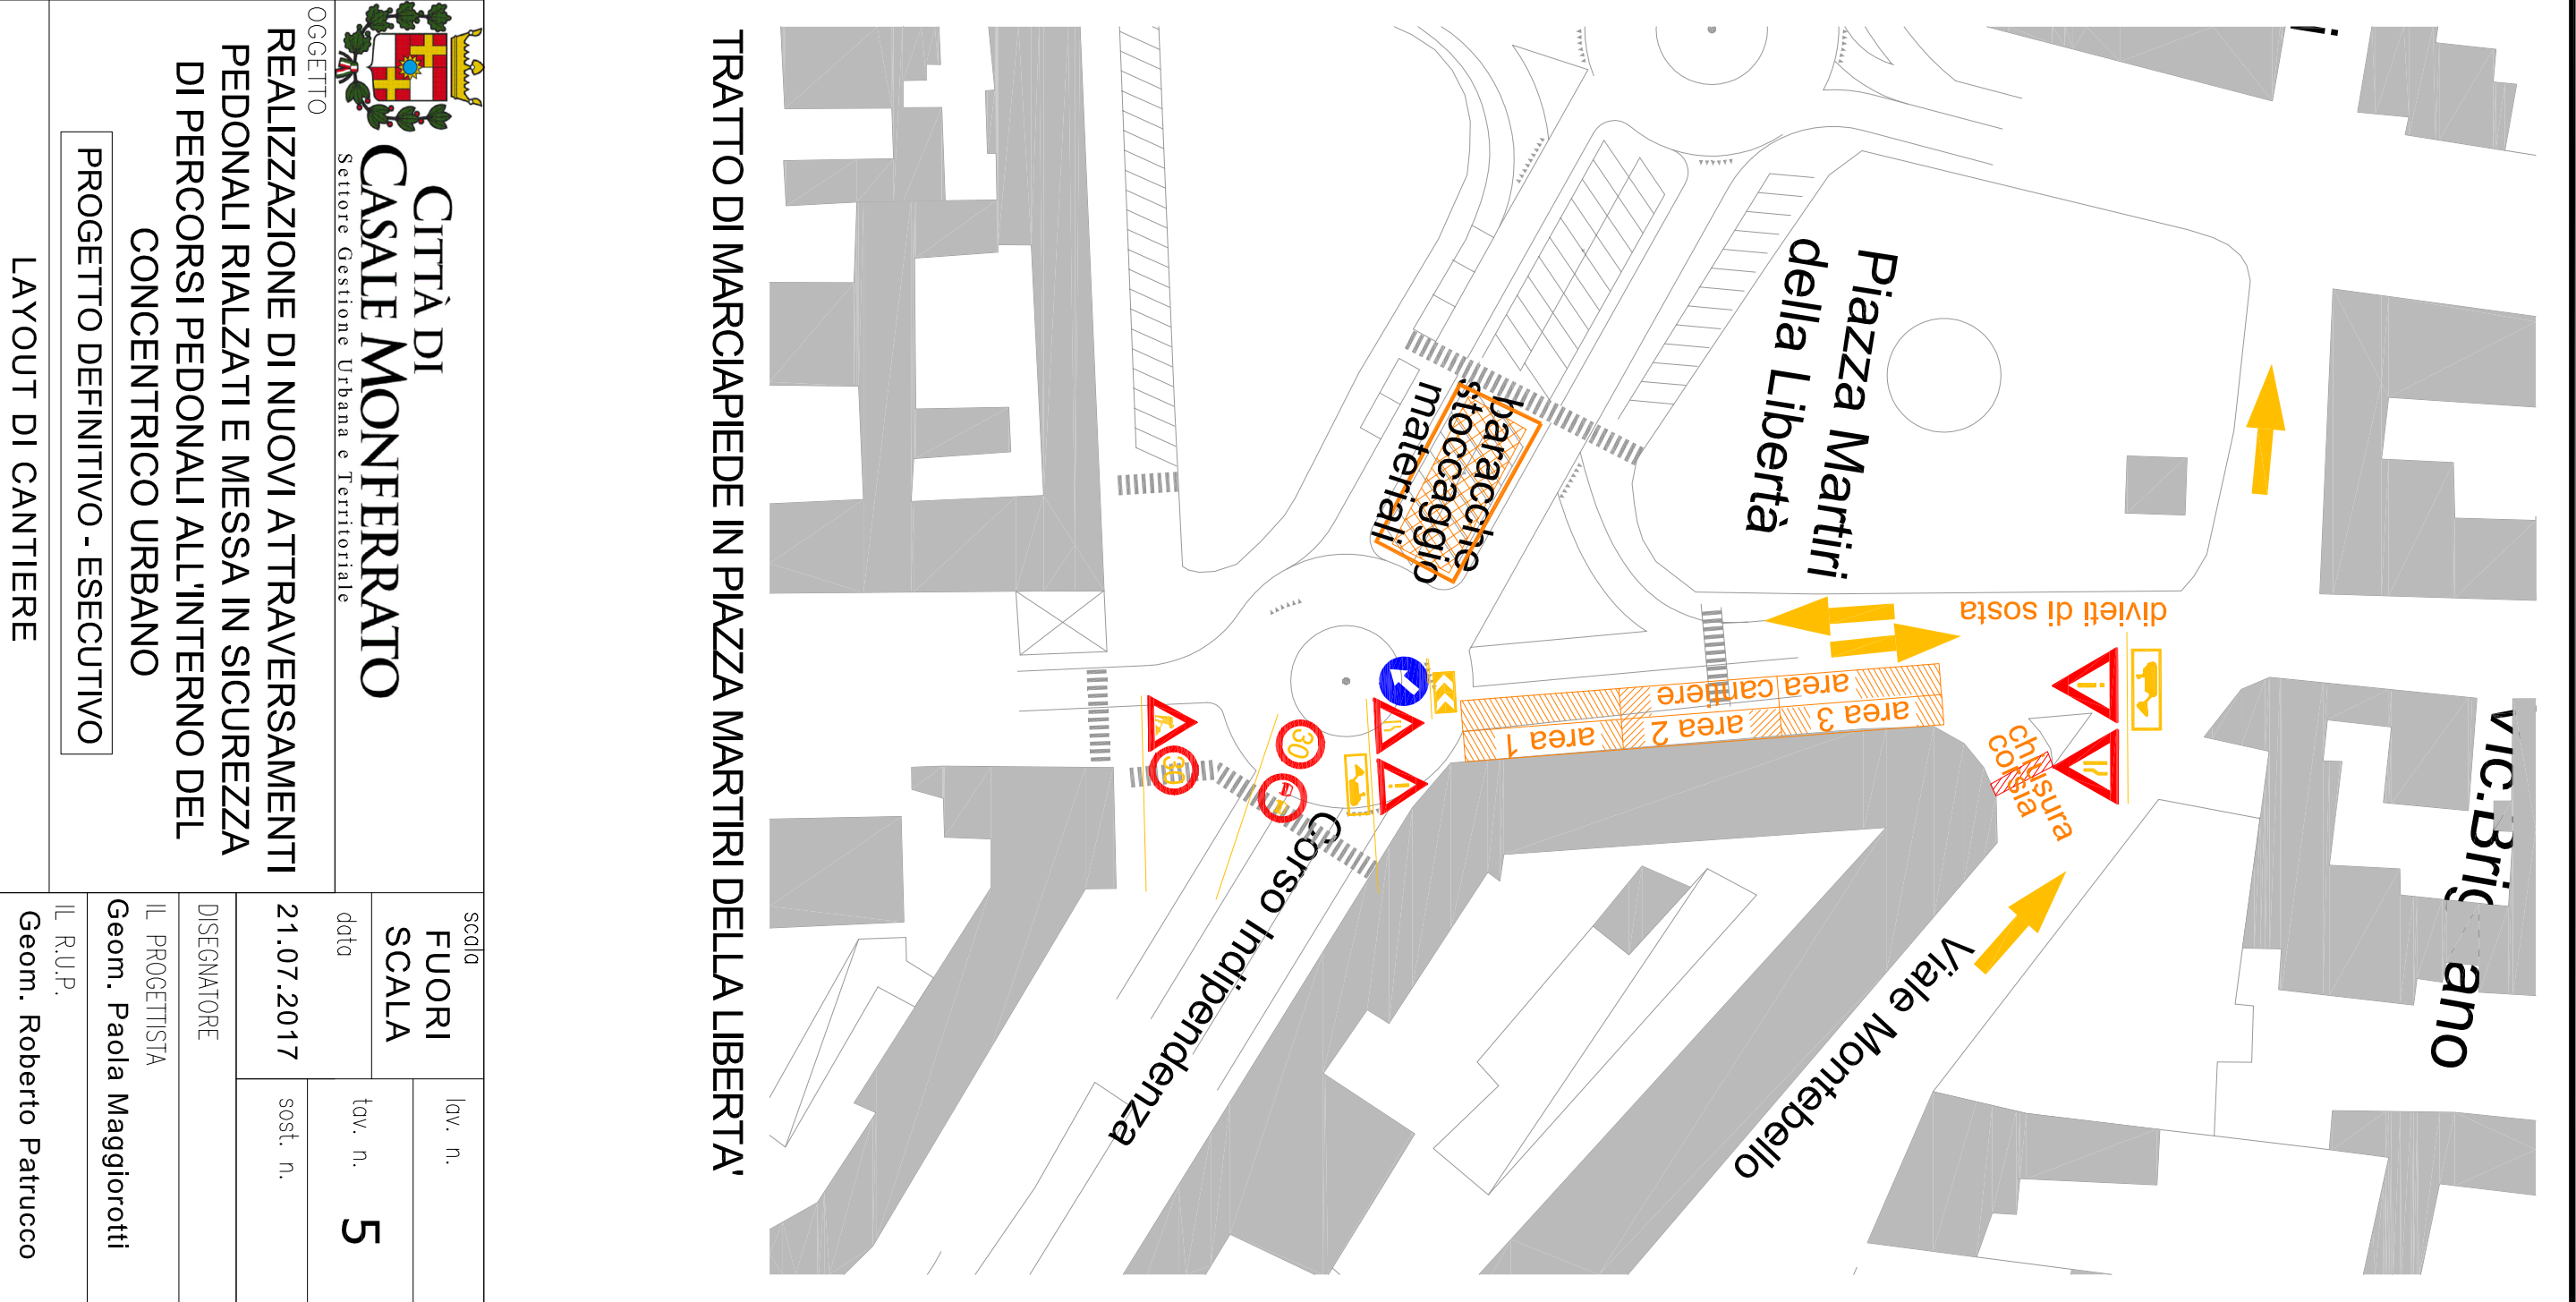 CITTÀ DI
CASALE MONFERRATO
Settore Gestione Urbana e Territoriale
OGGETTO
REALIZZAZIONE DI NUOVI ATTRAVERSAMENTI
PEDONALI RIALZATI E MESSA IN SICUREZZA
DI PERCORSI PEDONALI ALL'INTERNO DEL
CONCENTRICO URBANO
PROGETTO DEFINITIVO - ESECUTIVO
LAYOUT DI CANTIERE
scala
FUORI
SCALA
data
21.07.2017
lav. n.
tav. n.
5
sost. n.
DISEGNATORE
IL PROGETTISTA
Geom. Paola Maggiorotti
IL R.U.P.
Geom. Roberto Patrucco
TRATTO DI MARCIAPIEDE IN PIAZZA MARTIRI DELLA LIBERTA'
Piazza Martiri
della Libertà
baracche
stoccaggio
materiali
divieti di sosta
area cantiere
area 1
area 2
area 3
chiusura
corsia
30
30
Corso Indipendenza
Viale Montebello